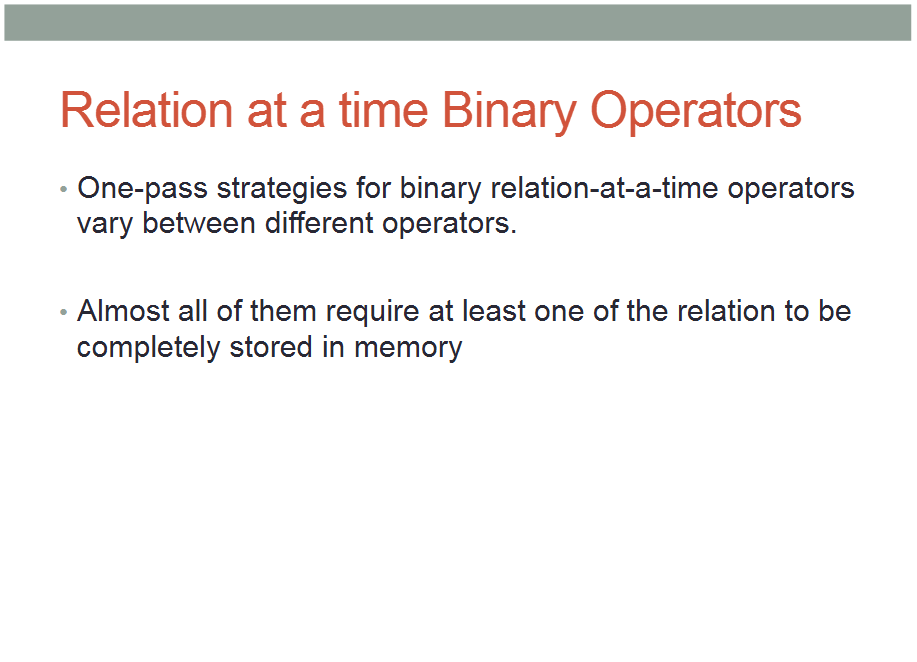 Relation at a time Binary Operators
• One-pass strategies for binary relation-at-a-time operators
vary between different operators.
• Almost all of them require at least one of the relation to be
completely stored in memory